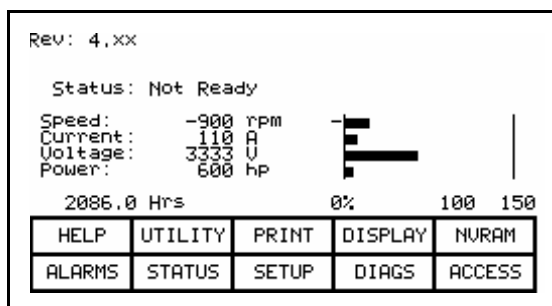 Rev: 4.xx
Status: Not Ready
Speed: -900 rpm -
Current: 110 A
Voltage: 3333 V
Power: 600 hp
2086.0 Hrs 0% 100 150
HELP UTILITY PRINT DISPLAY NVRAM
ALARMS STATUS SETUP DIAGS ACCESS